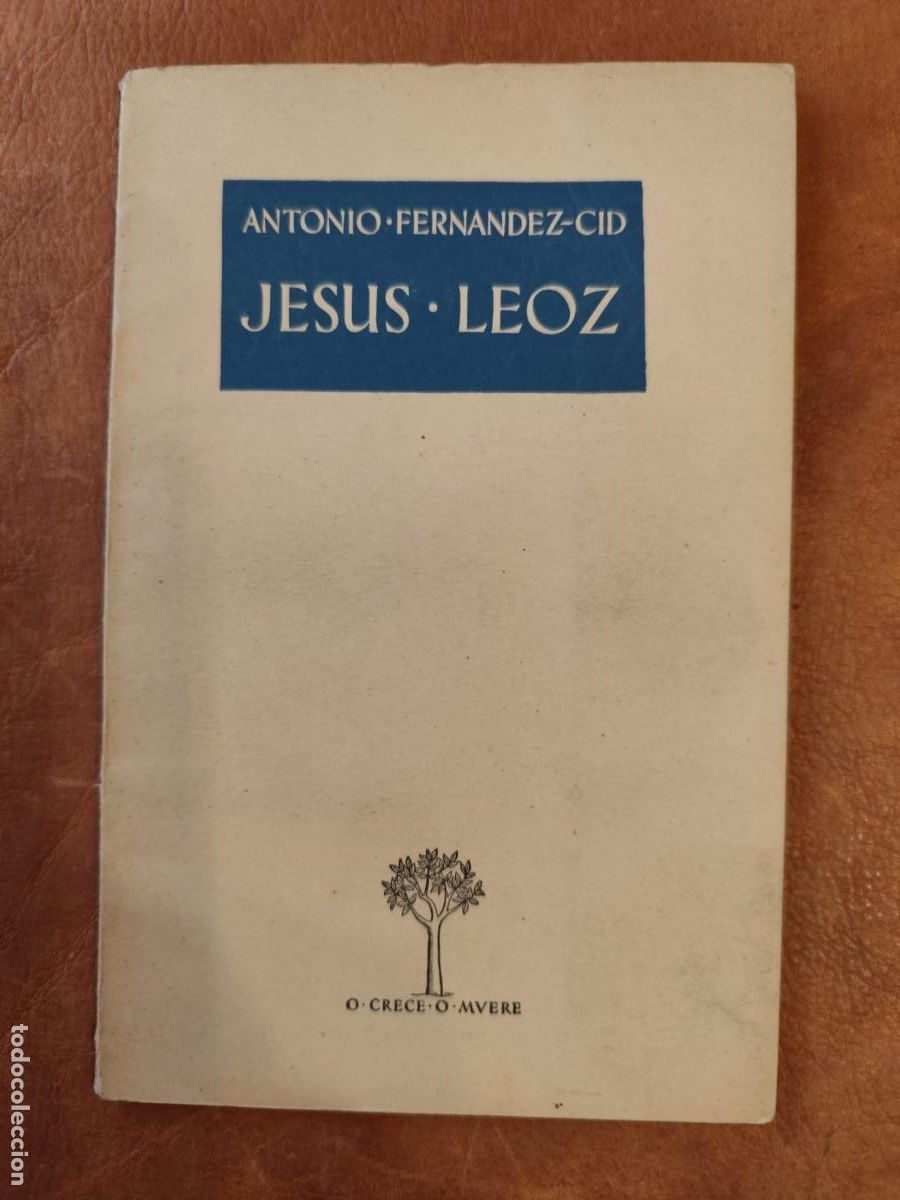 ANTONIO·FERNANDEZ-CID
JESUS·LEOZ
O·CRECE·O·MVERE
todocoleccion